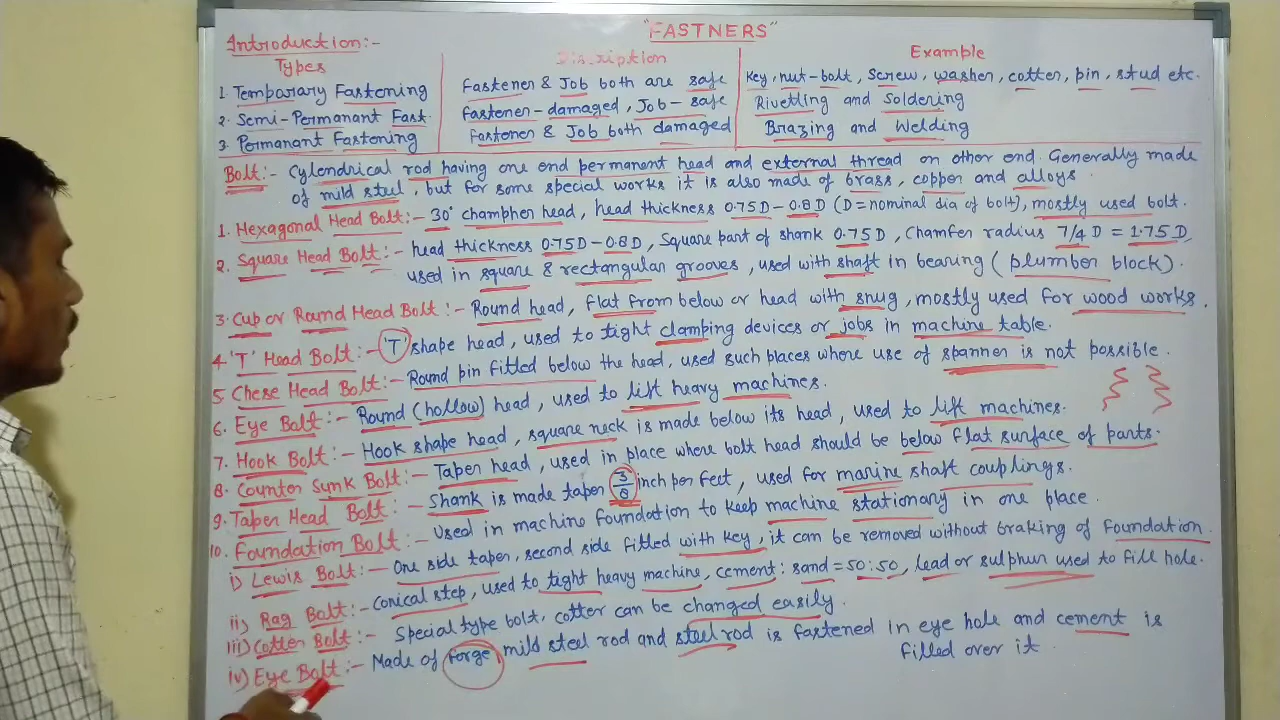 "FASTNERS"
Introduction:-
Types Discription Example
1. Temparary Fastening Fastener & Job both are safe Key, nut-bolt, Screw, washer, cotter, pin, stud etc.
2. Semi-Permanant Fast. Fastener-damaged, Job-safe Rivetting and Soldering
3. Permanant Fastening Fastener & Job both damaged Brazing and Welding
Bolt:- Cylendrical rod having one end permanent head and external thread on other end. Generally made
of mild steel, but for some special works it is also made of brass, copper and alloys.
1. Hexagonal Head Bolt:- 30° champher head, head thickness 0.75D-0.8D (D=nominal dia of bolt), mostly used bolt.
2. Square Head Bolt:- head thickness 0.75D-0.8D, Square part of shank 0.75D, Chamfer radius 7/4 D = 1.75D,
used in square & rectangular grooves, used with shaft in bearing (plumber block).
3. Cup or Round Head Bolt:- Round head, flat from below or head with snug, mostly used for wood works.
4. 'T' Head Bolt:- 'T' shape head, used to tight clamping devices or jobs in machine table.
5. Chese Head Bolt:- Round pin fitted below the head, used such places where use of spanner is not possible.
6. Eye Bolt:- Round (hollow) head, used to lift heavy machines.
7. Hook Bolt:- Hook shape head, square neck is made below its head, used to lift machines.
8. Counter Sunk Bolt:- Taper head, used in place where bolt head should be below flat surface of parts.
9. Taper Head Bolt:- Shank is made taper 3/8 inch per feet, used for marine shaft couplings.
10. Foundation Bolt:- Used in machine foundation to keep machine stationary in one place.
i) Lewis Bolt:- One side taper, second side fitted with key, it can be removed without braking of foundation.
ii) Rag Bolt:- Conical step, used to tight heavy machine, cement: sand = 50:50, lead or sulphur used to fill hole.
iii) Cotter Bolt:- Special type bolt, cotter can be changed easily.
iv) Eye Bolt:- Made of forge mild steel rod and steel rod is fastened in eye hole and cement is
filled over it.